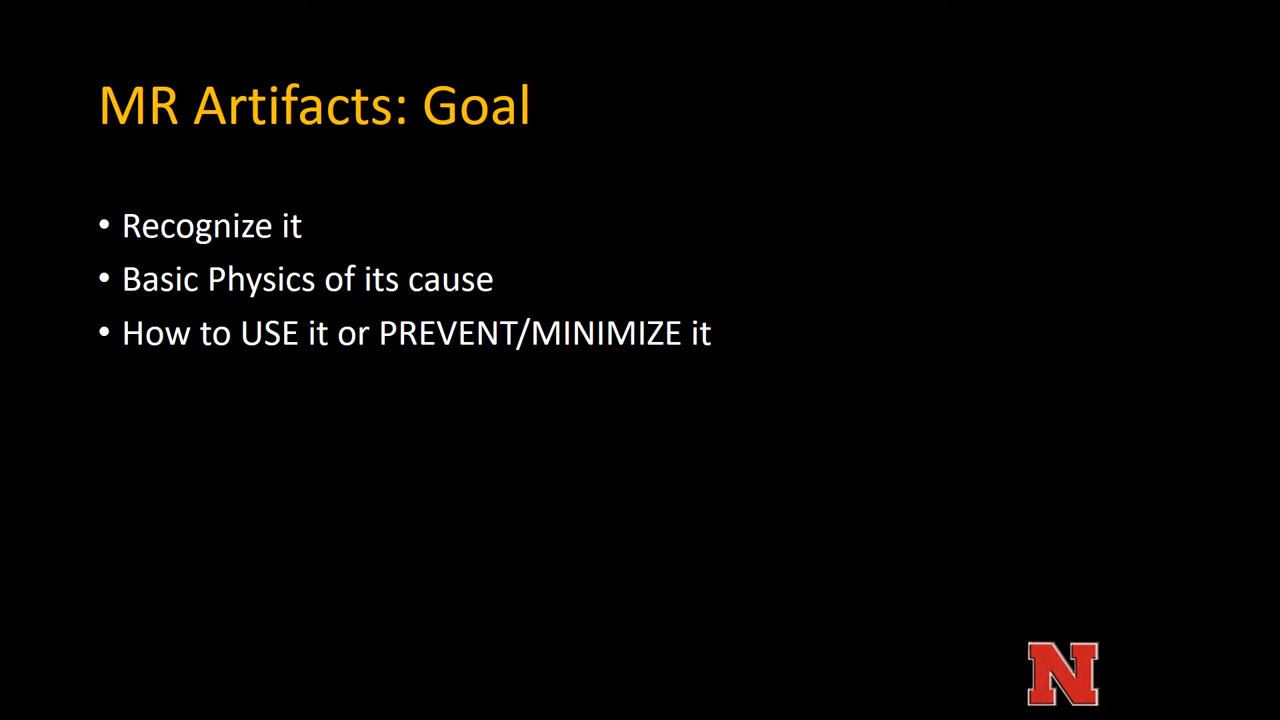 MR Artifacts: Goal
• Recognize it
• Basic Physics of its cause
• How to USE it or PREVENT/MINIMIZE it
N